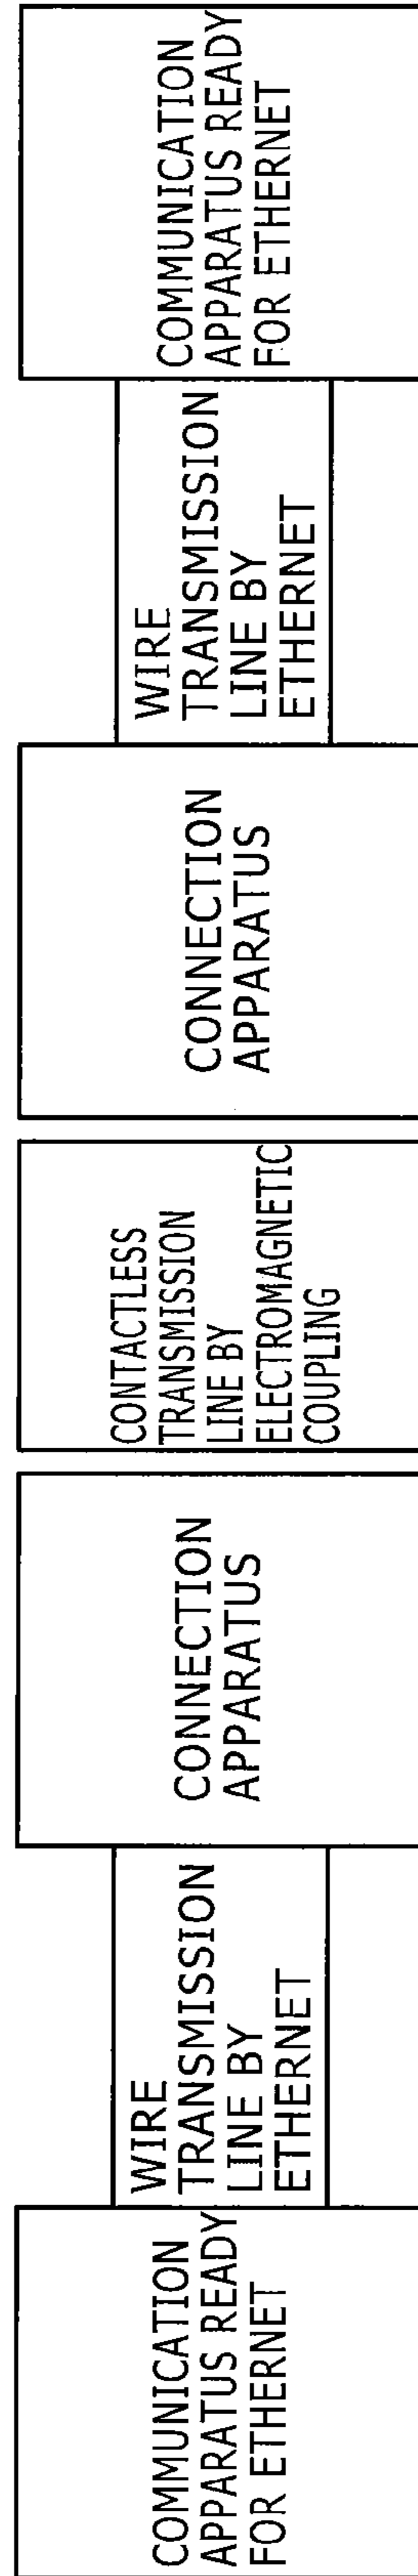 COMMUNICATION
APPARATUS READY
FOR ETHERNET
WIRE
TRANSMISSION
LINE BY
ETHERNET
CONNECTION
APPARATUS
CONTACTLESS
TRANSMISSION
LINE BY
ELECTROMAGNETIC
COUPLING
CONNECTION
APPARATUS
WIRE
TRANSMISSION
LINE BY
ETHERNET
COMMUNICATION
APPARATUS READY
FOR ETHERNET